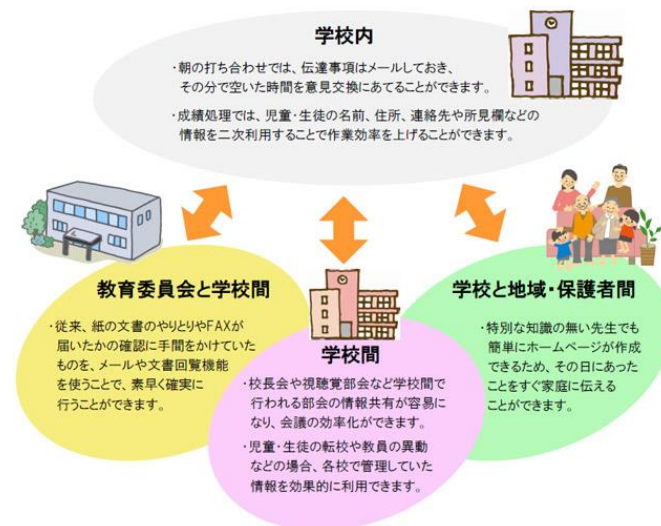 学校内
・朝の打ち合わせでは、伝達事項はメールしておき、
その分で空いた時間を意見交換にあてることができます。
・成績処理では、児童・生徒の名前、住所、連絡先や所見欄などの
情報を二次利用することで作業効率を上げることができます。
教育委員会と学校間
・従来、紙の文書のやりとりやFAXが
届いたかの確認に手間をかけていた
ものを、メールや文書回覧機能
を使うことで、素早く確実に
行うことができます。
学校間
・校長会や視聴覚部会など学校間で
行われる部会の情報共有が容易に
なり、会議の効率化ができます。
・児童・生徒の転校や教員の異動
などの場合、各校で管理していた
情報を効果的に利用できます。
学校と地域・保護者間
・特別な知識の無い先生でも
簡単にホームページが作成
できるため、その日にあった
ことをすぐ家庭に伝える
ことができます。